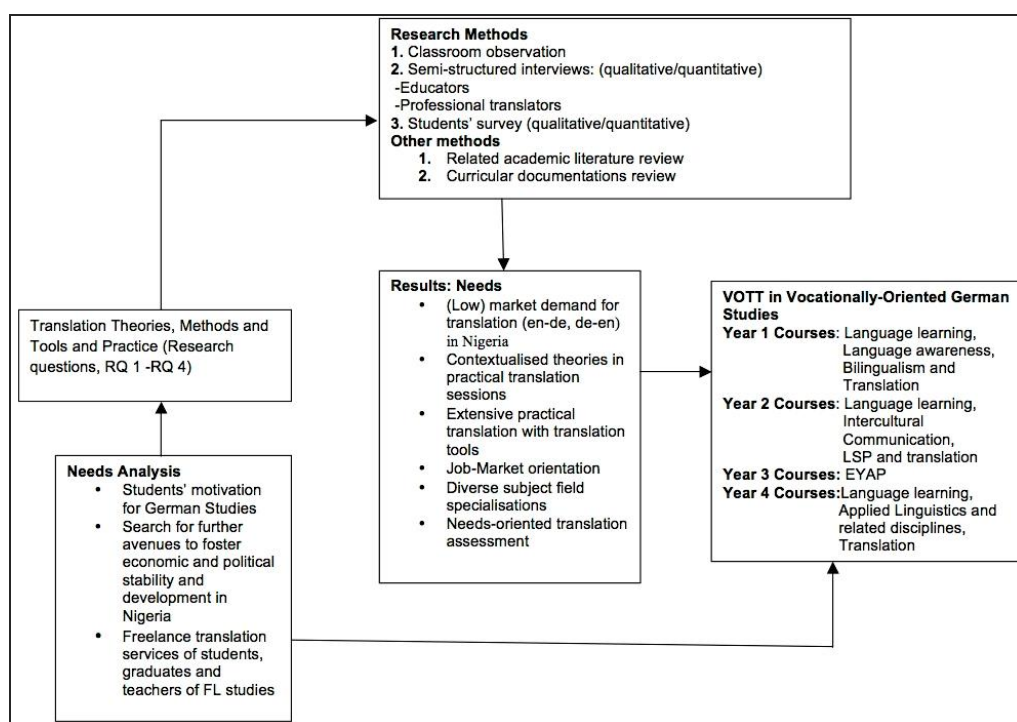 Research Methods
1. Classroom observation
2. Semi-structured interviews: (qualitative/quantitative)
-Educators
-Professional translators
3. Students' survey (qualitative/quantitative)
Other methods
1. Related academic literature review
2. Curricular documentations review
Translation Theories, Methods and
Tools and Practice (Research
questions, RQ 1 -RQ 4)
Needs Analysis
• Students' motivation
for German Studies
• Search for further
avenues to foster
economic and political
stability and
development in
Nigeria
• Freelance translation
services of students,
graduates and
teachers of FL studies
Results: Needs
• (Low) market demand for
translation (en-de, de-en)
in Nigeria
• Contextualised theories in
practical translation
sessions
• Extensive practical
translation with translation
tools
• Job-Market orientation
• Diverse subject field
specialisations
• Needs-oriented translation
assessment
VOTT in Vocationally-Oriented German
Studies
Year 1 Courses: Language learning,
Language awareness,
Bilingualism and
Translation
Year 2 Courses: Language learning,
Intercultural
Communication,
LSP and translation
Year 3 Courses: EYAP
Year 4 Courses:Language learning,
Applied Linguistics and
related disciplines,
Translation